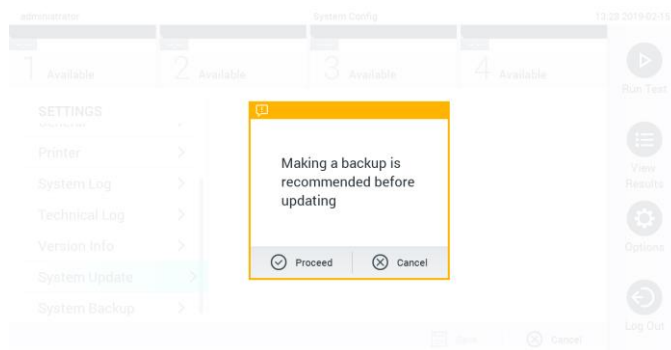 administrator System Config 13:29 2019-02-15
1 Available 2 Available 3 Available 4 Available
Run Test
SETTINGS
General
Printer
View
Results
System Log
Technical Log
Version Info
Options
System Update
System Backup
Making a backup is
recommended before
updating
Proceed Cancel
Log Out
Save Cancel